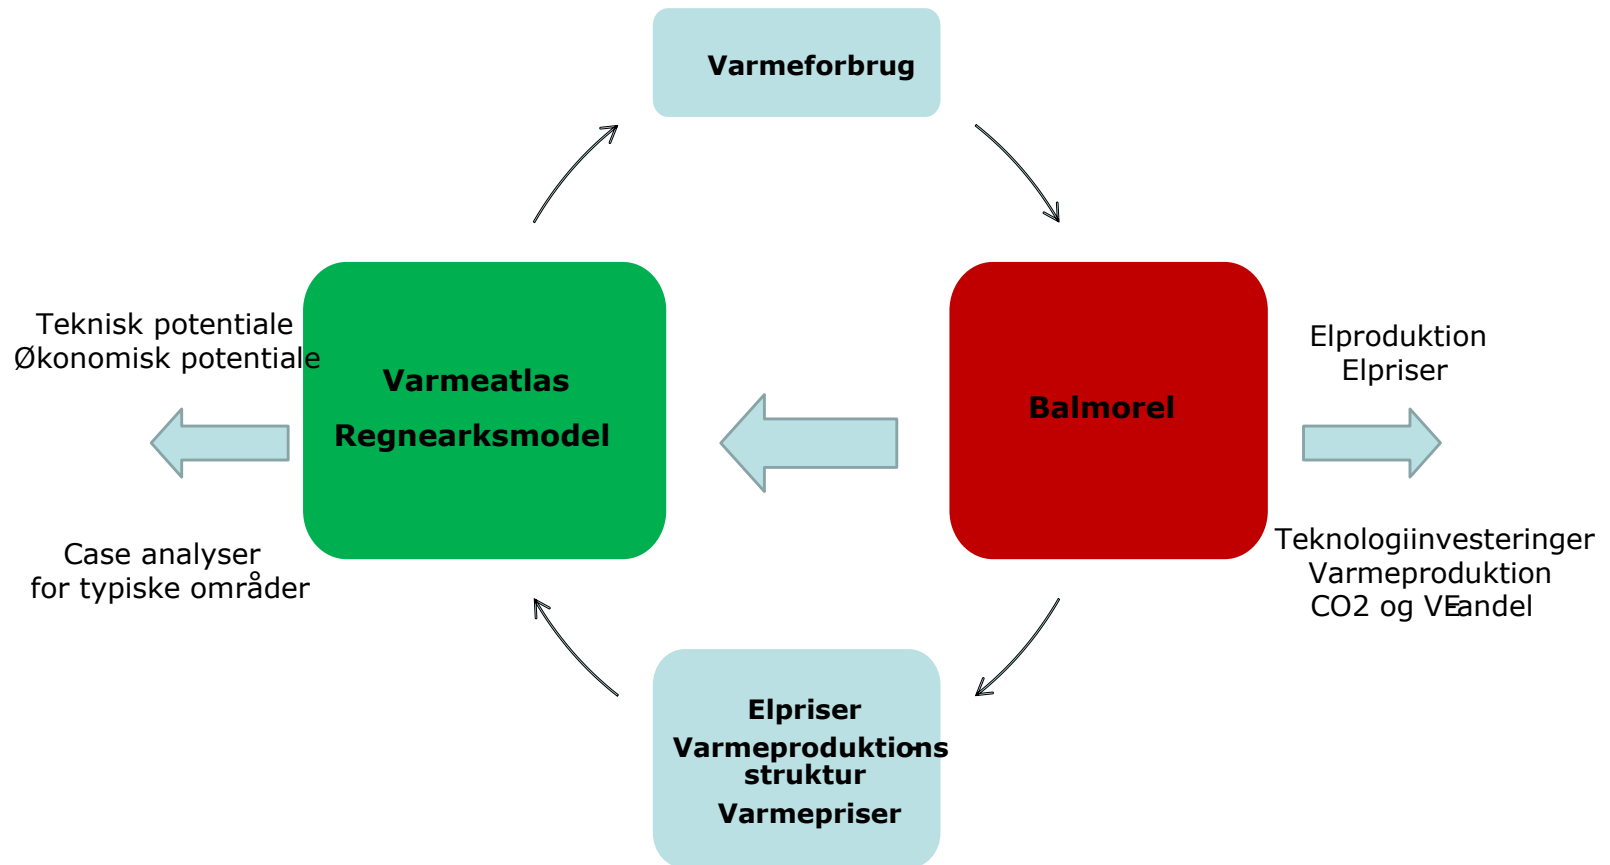 Varmeforbrug
Teknisk potentiale
Økonomisk potentiale
Varmeatlas
Regnearksmodel
Balmorel
Elproduktion
Elpriser
Case analyser
for typiske områder
Teknologiinvesteringer
Varmeproduktion
CO2 og VE-andel
Elpriser
Varmeproduktions-
struktur
Varmepriser